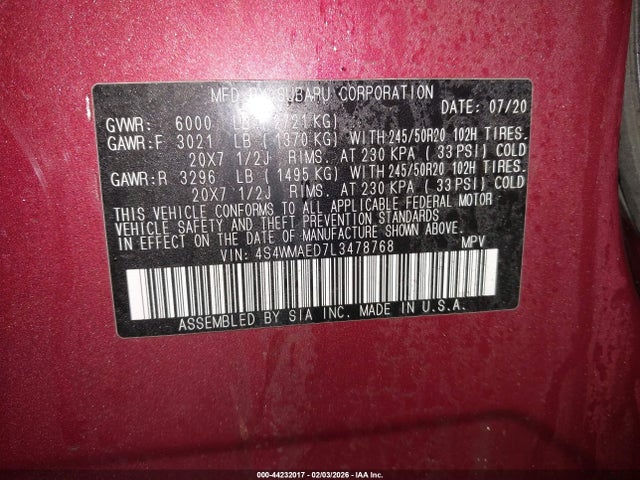 MFD BY SUBARU CORPORATION
DATE: 07/20
GVWR: 6000 LB (2721 KG)
GAWR:F 3021 LB ( 1370 KG) WITH 245/50R20 102H TIRES.
20X7 1/2J RIMS. AT 230 KPA ( 33 PSI) COLD
GAWR:R 3296 LB ( 1495 KG) WITH 245/50R20 102H TIRES.
20X7 1/2J RIMS. AT 230 KPA ( 33 PSI) COLD
THIS VEHICLE CONFORMS TO ALL APPLICABLE FEDERAL MOTOR
VEHICLE SAFETY AND THEFT PREVENTION STANDARDS
IN EFFECT ON THE DATE OF MANUFACTURE SHOWN ABOVE.
VIN: 4S4WMAED7L3478768 MPV
ASSEMBLED BY SIA INC. MADE IN U.S.A.
000-44232017 - 02/03/2026 - IAA Inc.